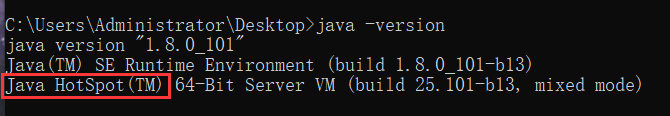 C:\Users\Administrator\Desktop>java -version
java version "1.8.0_101"
Java(TM) SE Runtime Environment (build 1.8.0_101-b13)
Java HotSpot(TM) 64-Bit Server VM (build 25.101-b13, mixed mode)